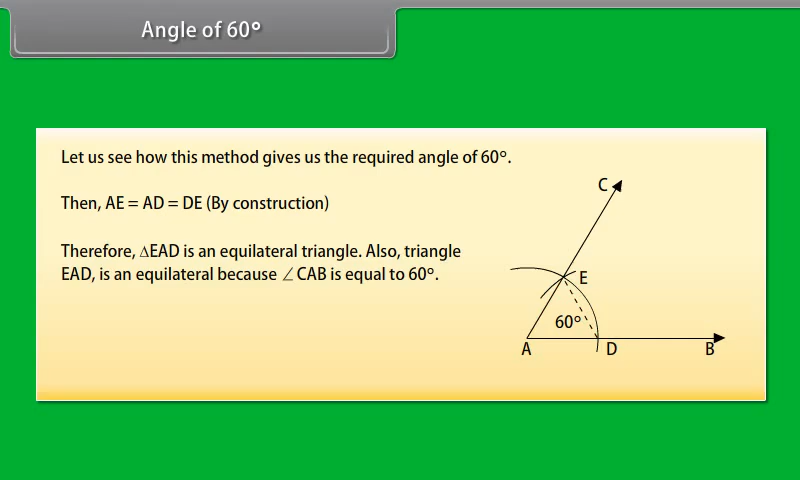 Angle of 60°
Let us see how this method gives us the required angle of 60°.
Then, AE = AD = DE (By construction)
Therefore, ΔEAD is an equilateral triangle. Also, triangle
EAD, is an equilateral because ∠CAB is equal to 60°.
C
E
60°
A
D
B